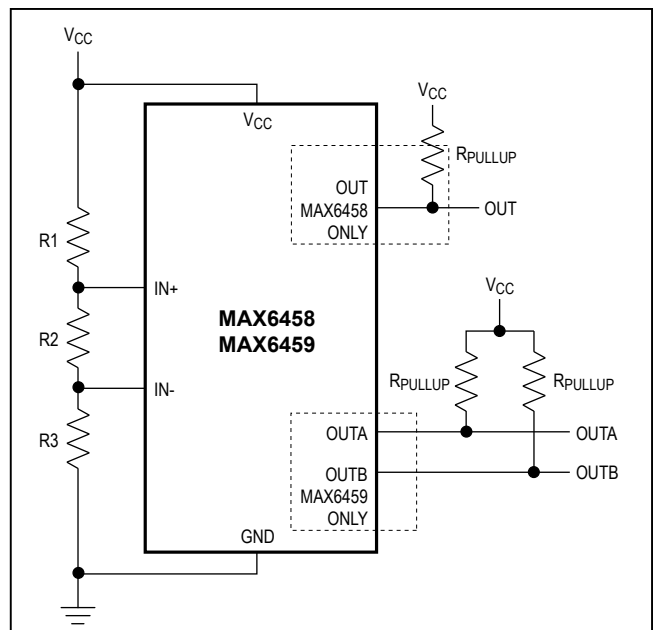 VCC
VCC
VCC
RPULLUP
OUT
MAX6458
ONLY
OUT
R1
IN+
R2
MAX6458
MAX6459
IN-
R3
VCC
RPULLUP
RPULLUP
OUTA
OUTA
OUTB
OUTB
MAX6459
ONLY
GND